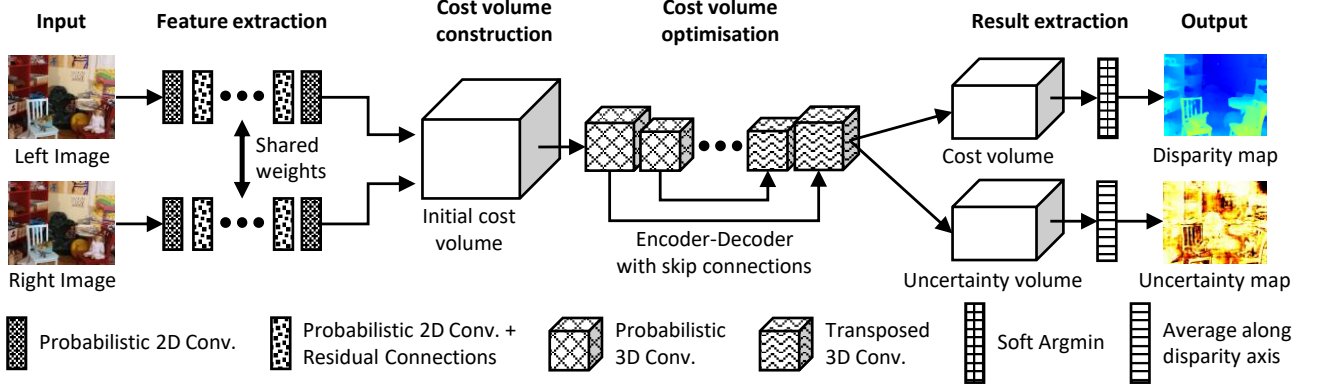 Input
Feature extraction
Cost volume
construction
Cost volume
optimisation
Result extraction
Output
Left Image
Shared
weights
Right Image
Initial cost
volume
Encoder-Decoder
with skip connections
Cost volume
Uncertainty volume
Disparity map
Uncertainty map
Probabilistic 2D Conv.
Probabilistic 2D Conv. +
Residual Connections
Probabilistic
3D Conv.
Transposed
3D Conv.
Soft Argmin
Average along
disparity axis